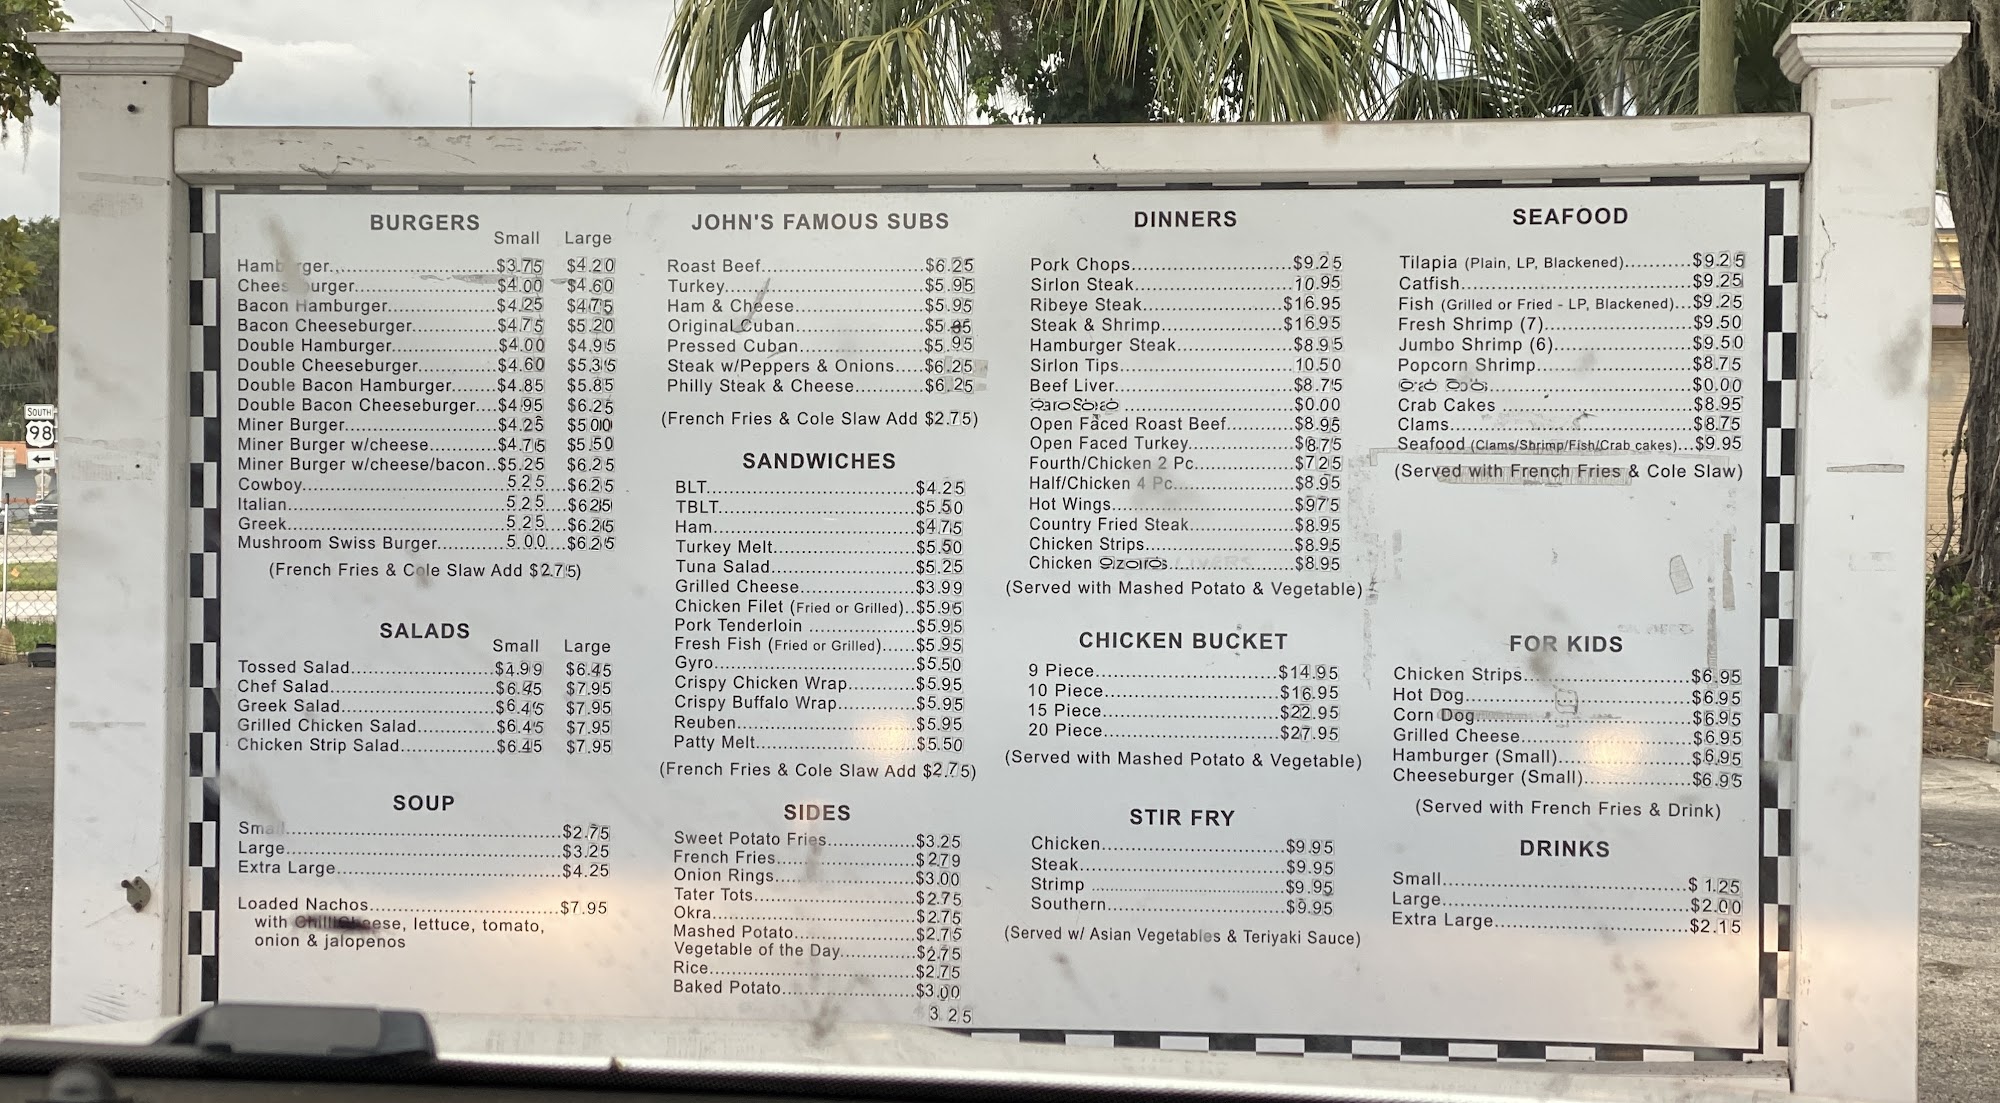 SOUTH
98
BURGERS
Small Large
Hamburger..$3.75 $4.20
Cheeseburger..$4.00 $4.60
Bacon Hamburger..$4.25 $4.75
Bacon Cheeseburger..$4.75 $5.20
Double Hamburger..$4.00 $4.95
Double Cheeseburger..$4.60 $5.35
Double Bacon Hamburger..$4.85 $5.85
Double Bacon Cheeseburger..$4.95 $6.25
Miner Burger..$4.25 $5.00
Miner Burger w/cheese..$4.75 $5.50
Miner Burger w/cheese/bacon..$5.25 $6.25
Cowboy..5.25 $6.25
Italian..5.25 $6.25
Greek..5.25 $6.25
Mushroom Swiss Burger..5.00 $6.25
(French Fries & Cole Slaw Add $2.75)
SALADS
Small Large
Tossed Salad..$4.99 $6.45
Chef Salad..$6.45 $7.95
Greek Salad..$6.45 $7.95
Grilled Chicken Salad..$6.45 $7.95
Chicken Strip Salad..$6.45 $7.95
SOUP
Small..$2.75
Large..$3.25
Extra Large..$4.25
Loaded Nachos..$7.95
with Chili Cheese, lettuce, tomato,
onion & jalopenos
JOHN'S FAMOUS SUBS
Roast Beef..$6.25
Turkey..$5.95
Ham & Cheese..$5.95
Original Cuban..$5.95
Pressed Cuban..$5.95
Steak w/Peppers & Onions..$6.25
Philly Steak & Cheese..$6.25
(French Fries & Cole Slaw Add $2.75)
SANDWICHES
BLT..$4.25
TBLT..$5.50
Ham..$4.75
Turkey Melt..$5.50
Tuna Salad..$5.25
Grilled Cheese..$3.99
Chicken Filet (Fried or Grilled)..$5.95
Pork Tenderloin ..$5.95
Fresh Fish (Fried or Grilled)..$5.95
Gyro..$5.50
Crispy Chicken Wrap..$5.95
Crispy Buffalo Wrap..$5.95
Reuben..$5.95
Patty Melt..$5.50
(French Fries & Cole Slaw Add $2.75)
SIDES
Sweet Potato Fries..$3.25
French Fries..$2.79
Onion Rings..$3.00
Tater Tots..$2.75
Okra..$2.75
Mashed Potato..$2.75
Vegetable of the Day..$2.75
Rice..$2.75
Baked Potato..$3.00
3.25
DINNERS
Pork Chops..$9.25
Sirlon Steak..10.95
Ribeye Steak..$16.95
Steak & Shrimp..$16.95
Hamburger Steak..$8.95
Sirlon Tips..10.50
Beef Liver..$8.75
$0.00
Open Faced Roast Beef..$8.95
Open Faced Turkey..$8.75
Fourth/Chicken 2 Pc..$7.25
Half/Chicken 4 Pc..$8.95
Hot Wings..$9.75
Country Fried Steak..$8.95
Chicken Strips..$8.95
Chicken ..$8.95
(Served with Mashed Potato & Vegetable)
CHICKEN BUCKET
9 Piece..$14.95
10 Piece..$16.95
15 Piece..$22.95
20 Piece..$27.95
(Served with Mashed Potato & Vegetable)
STIR FRY
Chicken..$9.95
Steak..$9.95
Strimp ..$9.95
Southern..$9.95
(Served w/ Asian Vegetables & Teriyaki Sauce)
SEAFOOD
Tilapia (Plain, LP, Blackened)..$9.25
Catfish..$9.25
Fish (Grilled or Fried - LP, Blackened)...$9.25
Fresh Shrimp (7)..$9.50
Jumbo Shrimp (6)..$9.50
Popcorn Shrimp..$8.75
$0.00
Crab Cakes ..$8.95
Clams..$8.75
Seafood (Clams/Shrimp/Fish/Crab cakes)...$9.95
(Served with French Fries & Cole Slaw)
FOR KIDS
Chicken Strips..$6.95
Hot Dog..$6.95
Corn Dog..$6.95
Grilled Cheese..$6.95
Hamburger (Small)..$6.95
Cheeseburger (Small)..$6.95
(Served with French Fries & Drink)
DRINKS
Small..$1.25
Large..$2.00
Extra Large..$2.15